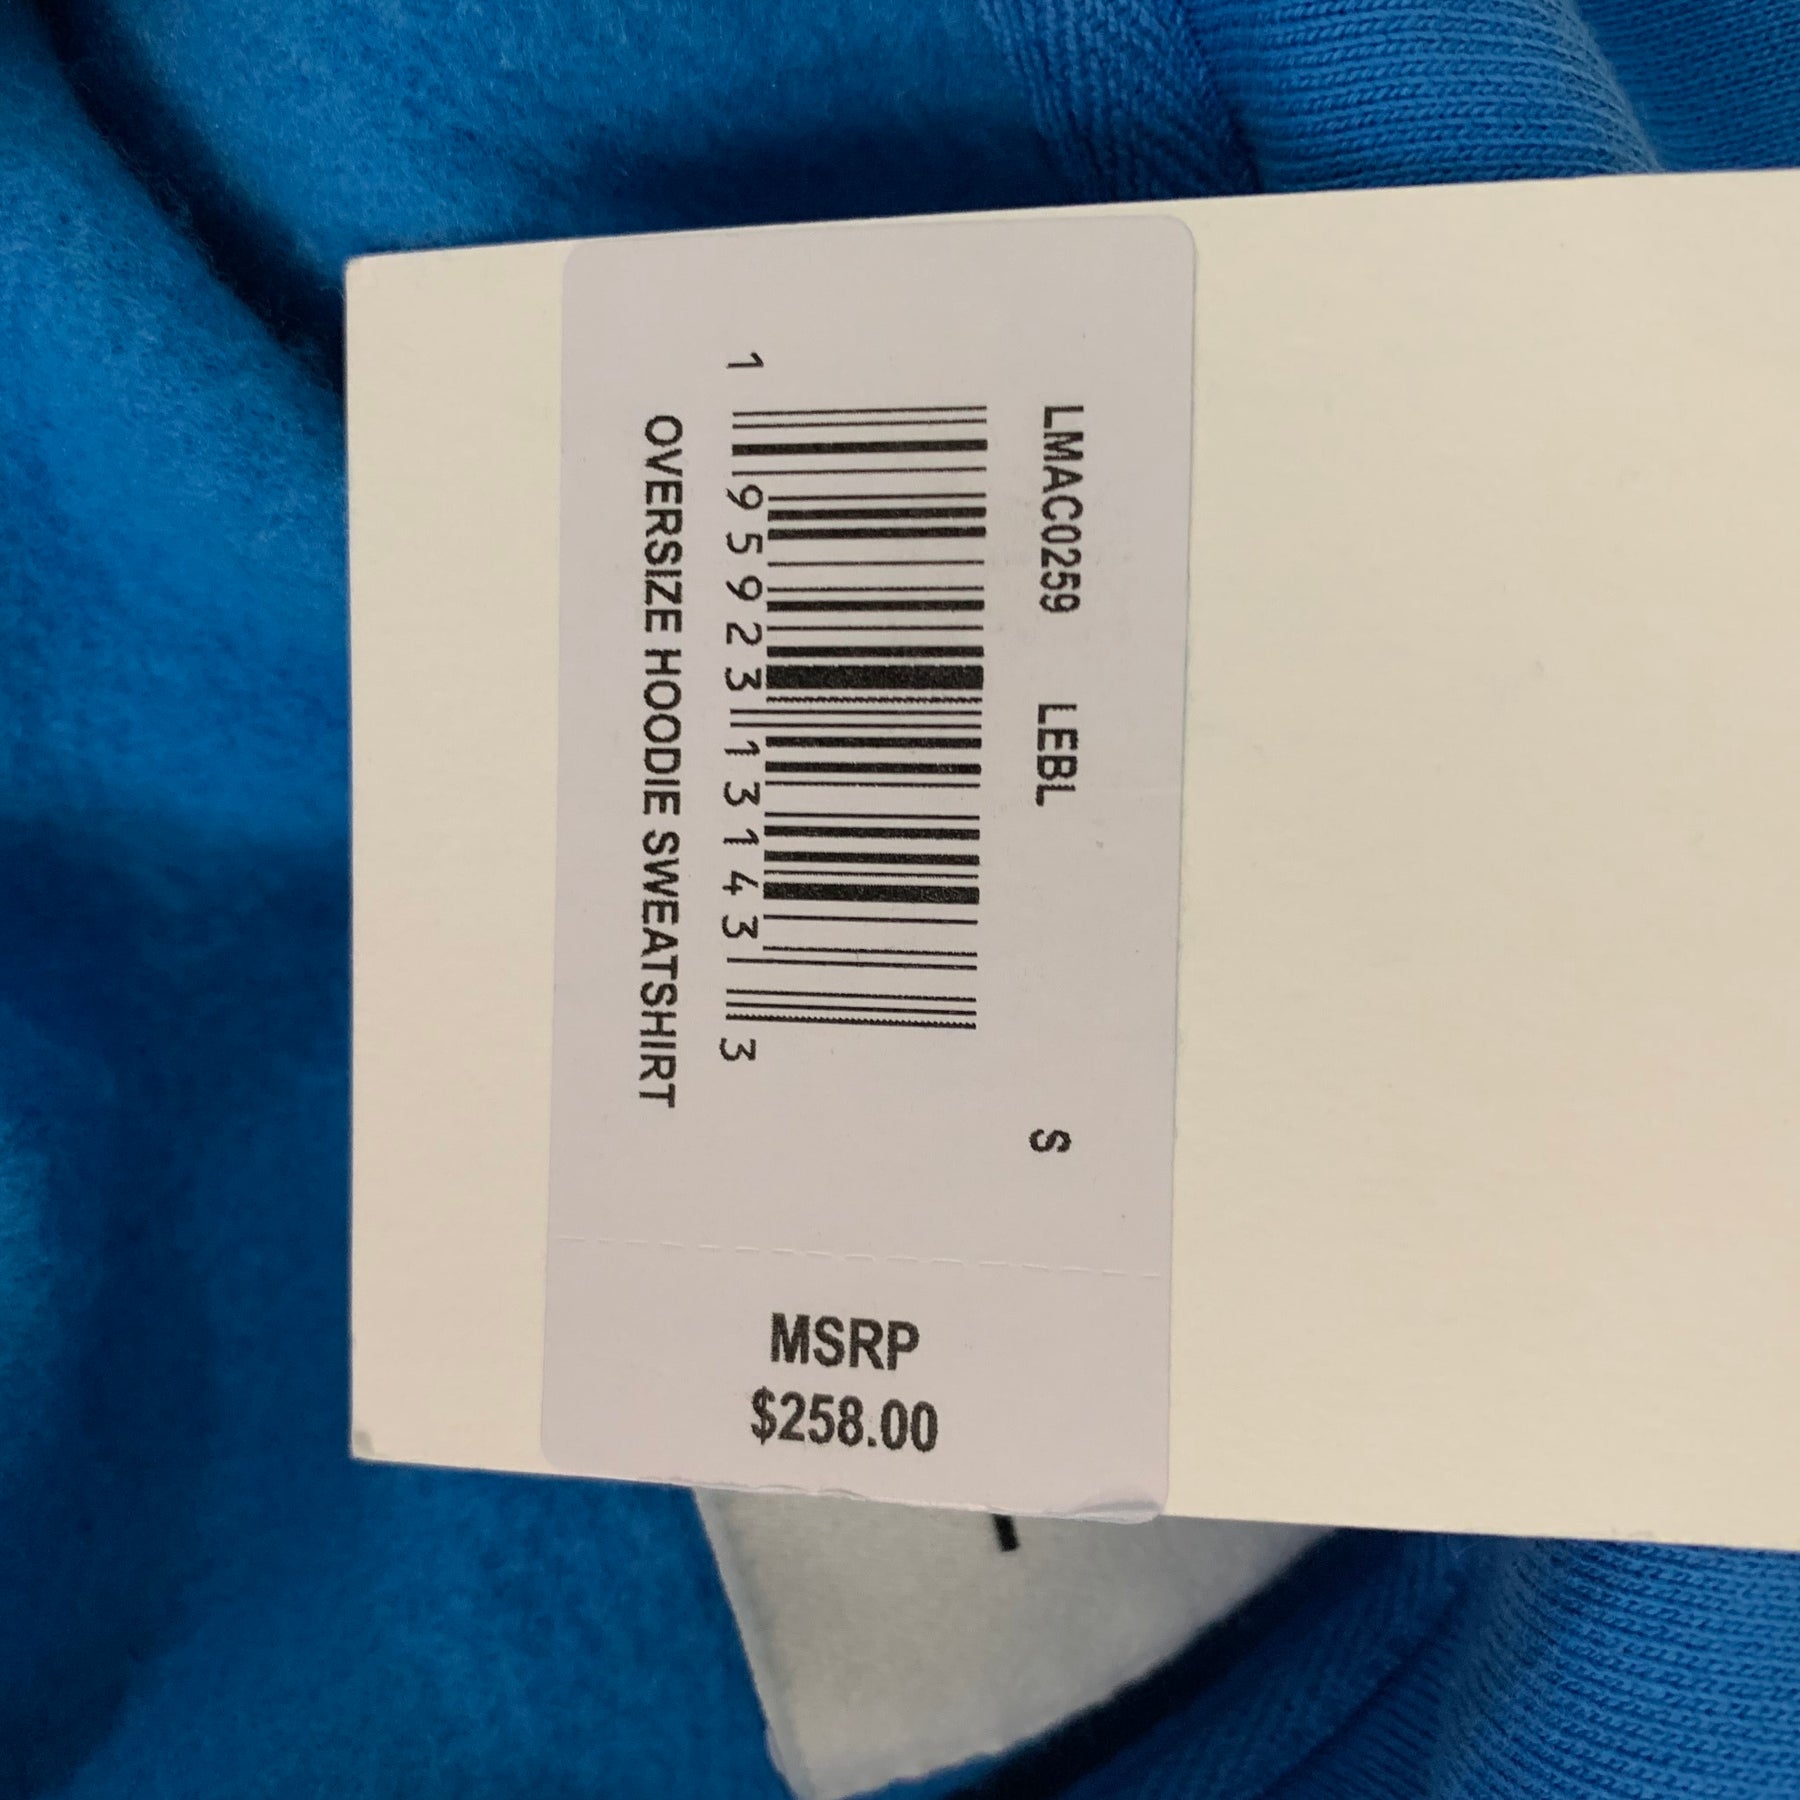 LMAC0259 LEBL S
1 95923 13143 3
OVERSIZE HOODIE SWEATSHIRT
MSRP
$258.00